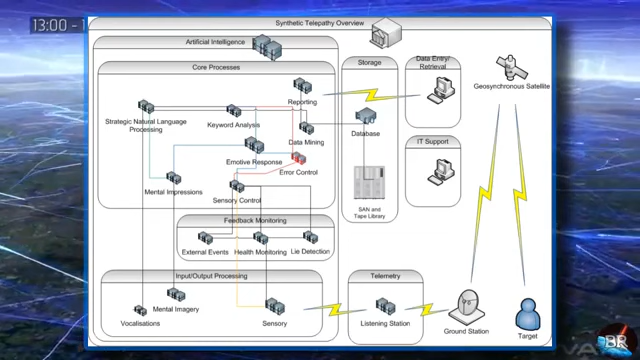 13:00 - 1
Synthetic Telepathy Overview
Artificial Intelligence
Core Processes
Storage
Data Entry/
Retrieval
Geosynchronous Satellite
Reporting
Strategic Natural Language
Processing
Keyword Analysis
Data Mining
Database
IT Support
Emotive Response
Error Control
Mental Impressions
Sensory Control
SAN and
Tape Library
Feedback Monitoring
External Events
Health Monitoring
Lie Detection
Input/Output Processing
Telemetry
Mental Imagery
Vocalisations
Sensory
Listening Station
Ground Station
Target
BR